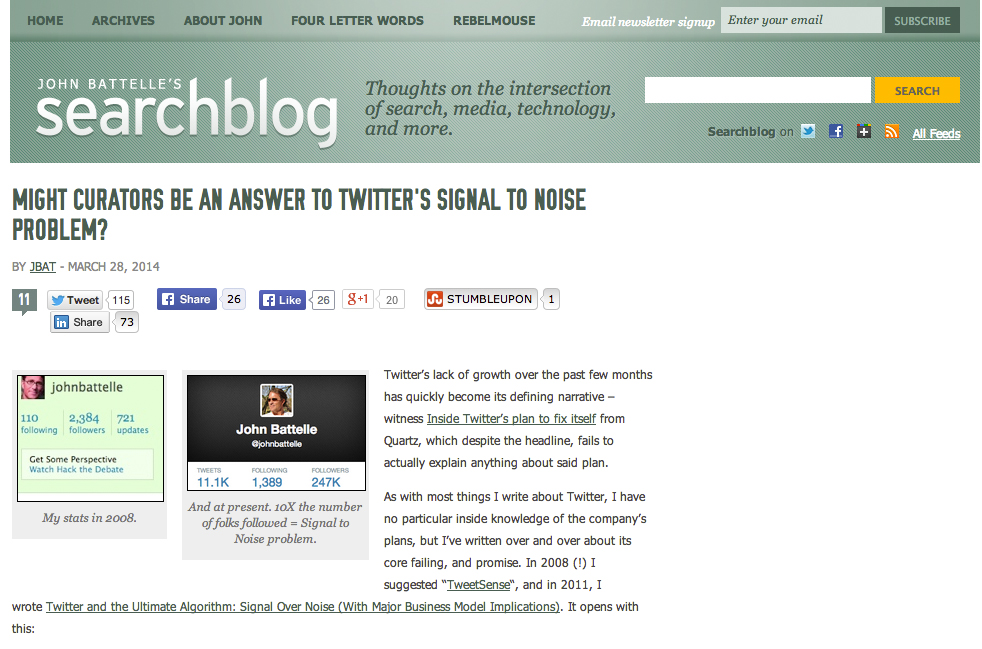 HOME ARCHIVES ABOUT JOHN FOUR LETTER WORDS REBELMOUSE Email newsletter signup Enter your email SUBSCRIBE
JOHN BATTELLE'S
searchblog
Thoughts on the intersection
of search, media, technology,
and more.
SEARCH
Searchblog on All Feeds
MIGHT CURATORS BE AN ANSWER TO TWITTER'S SIGNAL TO NOISE
PROBLEM?
BY JBAT - MARCH 28, 2014
11 Tweet 115 Share 26 Like 26 g+1 20 STUMBLEUPON 1
in Share 73
johnbattelle
110 2,384 721
following followers updates
Get Some Perspective
Watch Hack the Debate
My stats in 2008.
John Battelle
@johnbattelle
TWEETS FOLLOWING FOLLOWERS
11.1K 1,389 247K
And at present. 10X the number
of folks followed = Signal to
Noise problem.
Twitter’s lack of growth over the past few months
has quickly become its defining narrative –
witness Inside Twitter’s plan to fix itself from
Quartz, which despite the headline, fails to
actually explain anything about said plan.
As with most things I write about Twitter, I have
no particular inside knowledge of the company’s
plans, but I’ve written over and over about its
core failing, and promise. In 2008 (!) I
suggested “TweetSense“, and in 2011, I
wrote Twitter and the Ultimate Algorithm: Signal Over Noise (With Major Business Model Implications). It opens with
this: